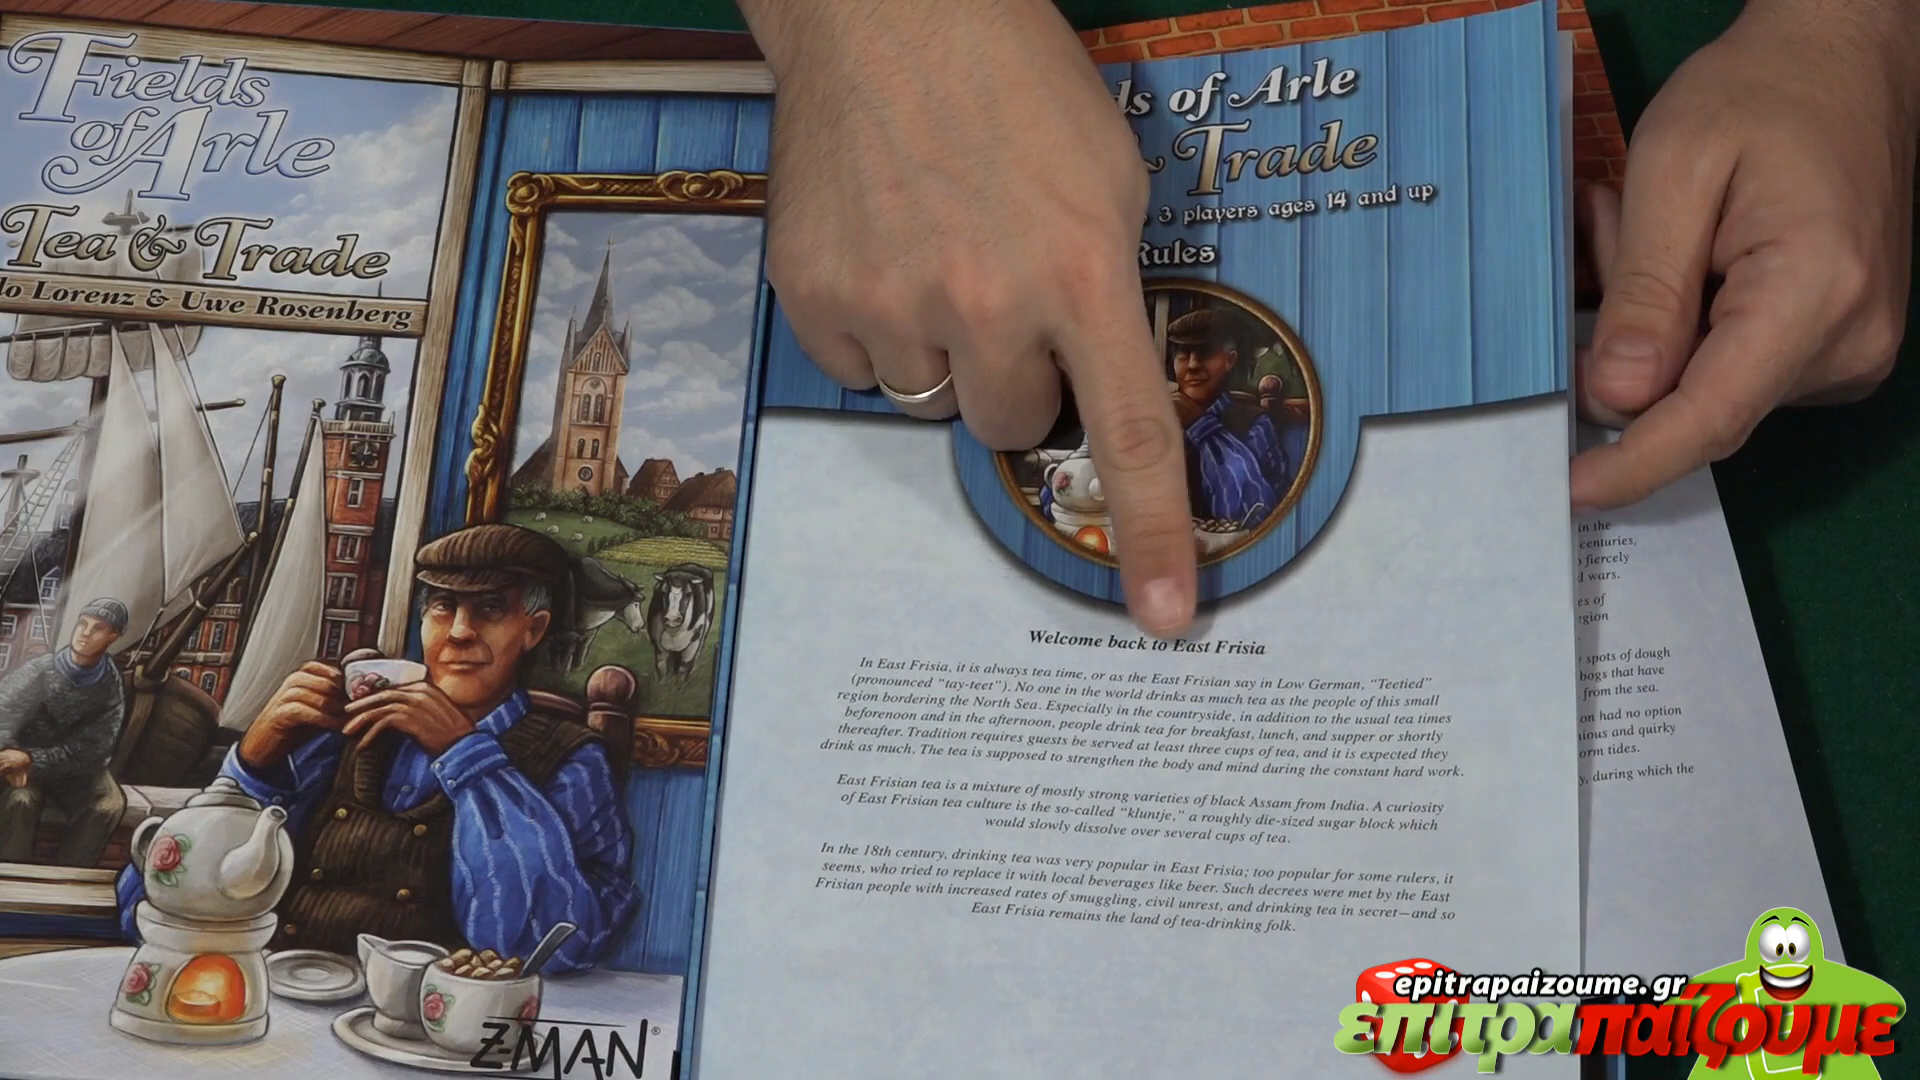 Fields
of Arle
Tea & Trade
Lorenz & Uwe Rosenberg
Z-MAN®
of Arle
Trade
3 players ages 14 and up
Rules
Welcome back to East Frisia
In East Frisia, it is always tea time, or as the East Frisian say in Low German, “Teetied”
(pronounced “tay-teet”). No one in the world drinks as much tea as the people of this small
region bordering the North Sea. Especially in the countryside, in addition to the usual tea times
beforenoon and in the afternoon, people drink tea for breakfast, lunch, and supper or shortly
thereafter. Tradition requires guests be served at least three cups of tea, and it is expected they
drink as much. The tea is supposed to strengthen the body and mind during the constant hard work.
East Frisian tea is a mixture of mostly strong varieties of black Assam from India. A curiosity
of East Frisian tea culture is the so-called “kluntje,” a roughly die-sized sugar block which
would slowly dissolve over several cups of tea.
In the 18th century, drinking tea was very popular in East Frisia; too popular for some rulers, it
seems, who tried to replace it with local beverages like beer. Such decrees were met by the East
Frisian people with increased rates of smuggling, civil unrest, and drinking tea in secret—and so
East Frisia remains the land of tea-drinking folk.
in the
centuries,
fiercely
wars.
of
spots of dough
bogs that have
from the sea.
had no option
and quirky
tides.
during which the
epitrapaizoume.gr
επιτραπαίζουμε